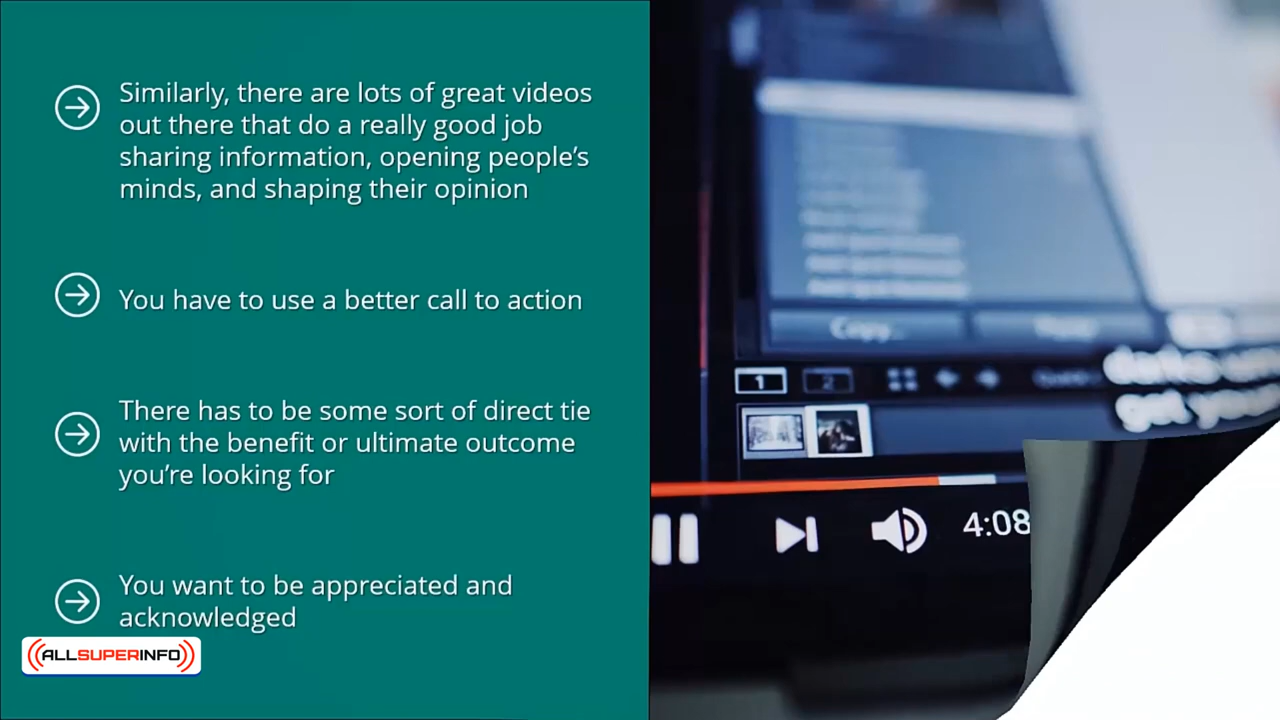 Similarly, there are lots of great videos
out there that do a really good job
sharing information, opening people's
minds, and shaping their opinion
You have to use a better call to action
There has to be some sort of direct tie
with the benefit or ultimate outcome
you're looking for
You want to be appreciated and
acknowledged
ALLSUPERINFO
Copy...
1 2
4:08